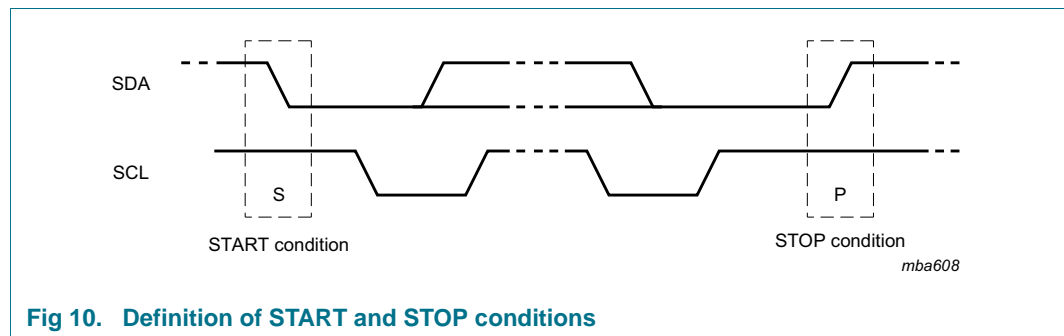 SDA
SCL
S
P
START condition
STOP condition
mba608
Fig 10. Definition of START and STOP conditions